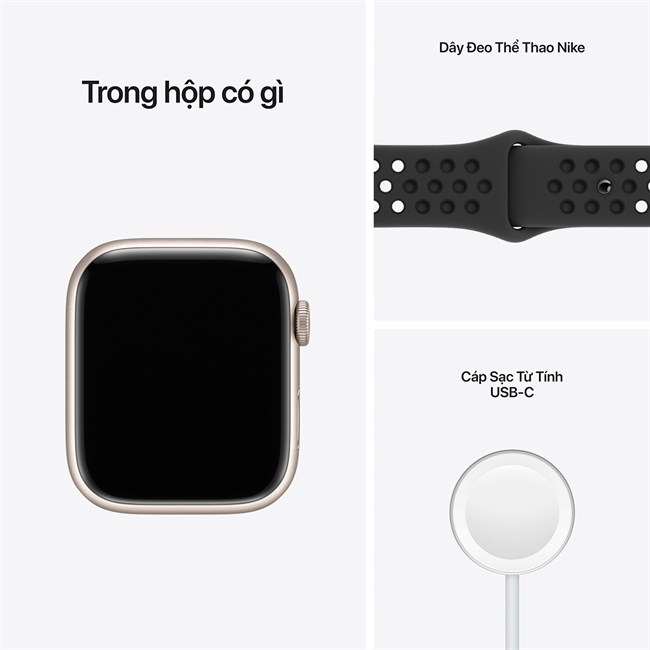 Trong hộp có gì
Dây Đeo Thể Thao Nike
Cáp Sạc Từ Tính
USB-C